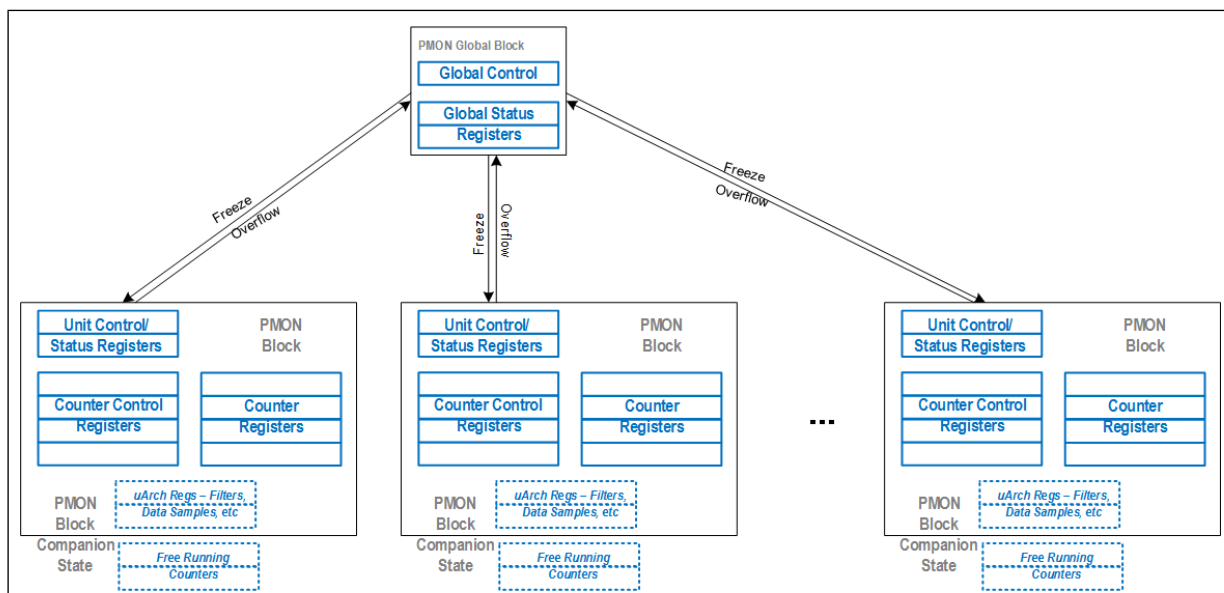 PMON Global Block
Global Control
Global Status
Registers
Freeze
Overflow
Freeze
Overflow
Freeze
Overflow
Unit Control/
Status Registers
PMON
Block
Counter Control
Registers
Counter
Registers
uArch Regs – Filters,
Data Samples, etc
PMON
Block
Companion
State
Free Running
Counters
Unit Control/
Status Registers
PMON
Block
Counter Control
Registers
Counter
Registers
uArch Regs – Filters,
Data Samples, etc
PMON
Block
Companion
State
Free Running
Counters
...
Unit Control/
Status Registers
PMON
Block
Counter Control
Registers
Counter
Registers
uArch Regs – Filters,
Data Samples, etc
PMON
Block
Companion
State
Free Running
Counters